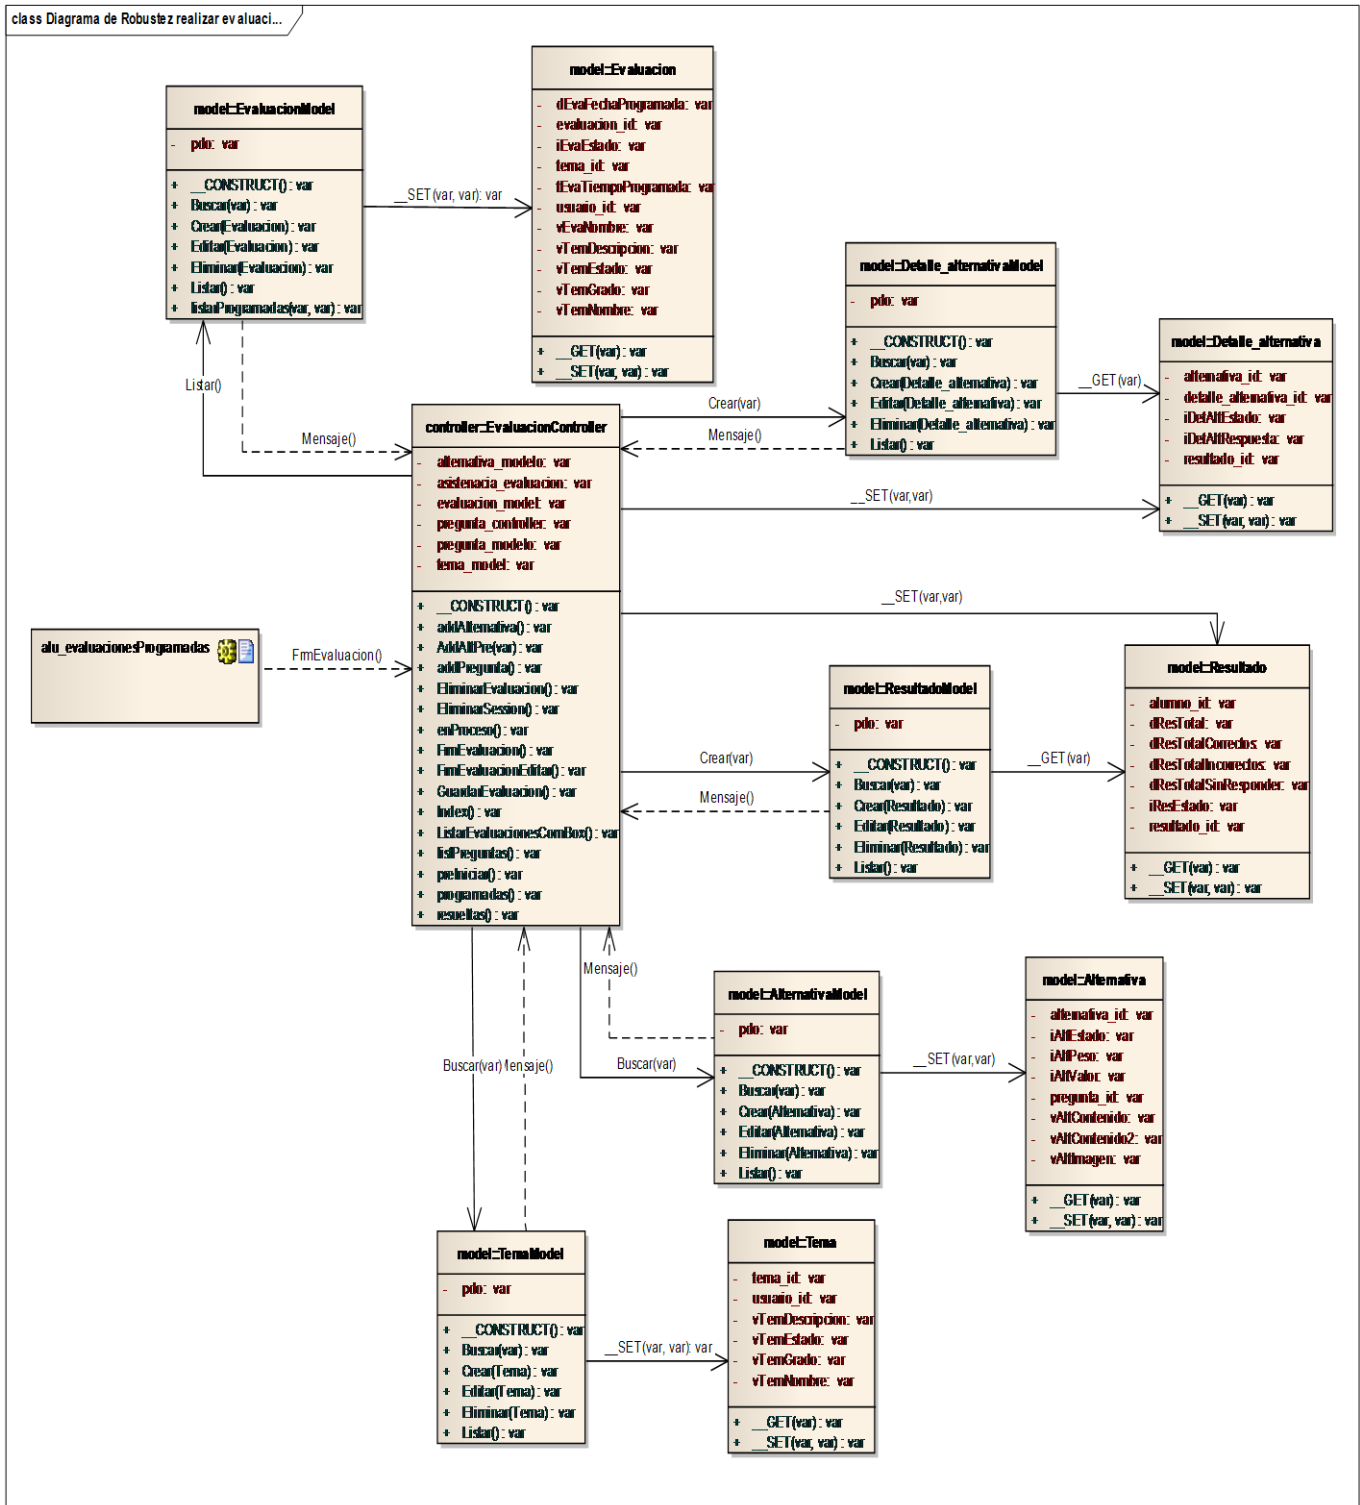 class Diagrama de Robustez realizar evaluaci...
model::Evaluacion
- dEvaFechaProgramada: var
- evaluacion_id: var
- iEvaEstado: var
- tema_id: var
- tEvaTiempoProgramada: var
- usuario_id: var
- vEvaNombre: var
- vTemDescripcion: var
- vTemEstado: var
- vTemGrado: var
- vTemNombre: var
+ __GET(var) : var
+ __SET(var, var) : var
model::EvaluacionModel
- pdo: var
+ __CONSTRUCT() : var
+ Buscar(var) : var
+ Crear(Evaluacion) : var
+ Editar(Evaluacion) : var
+ Eliminar(Evaluacion) : var
+ Listar() : var
+ listarProgramadas(var, var) : var
__SET(var, var): var
Listar()
Mensaje()
model::Detalle_alternativaModel
- pdo: var
+ __CONSTRUCT() : var
+ Buscar(var) : var
+ Crear(Detalle_alternativa) : var
+ Editar(Detalle_alternativa) : var
+ Eliminar(Detalle_alternativa) : var
+ Listar() : var
__GET(var)
model::Detalle_alternativa
- alternativa_id: var
- detalle_alternativa_id: var
- iDetAltEstado: var
- iDetAltRespuesta: var
- resultado_id: var
+ __GET(var) : var
+ __SET(var, var) : var
Crear(var)
Mensaje()
__SET(var,var)
controller::EvaluacionController
- alternativa_modelo: var
- asistenacia_evaluacion: var
- evaluacion_model: var
- pregunta_controller: var
- pregunta_modelo: var
- tema_model: var
+ __CONSTRUCT() : var
+ addAlternativa() : var
+ AddAltPre(var) : var
+ addPregunta() : var
+ EliminarEvaluacion() : var
+ EliminarSession() : var
+ enProceso() : var
+ FrmEvaluacion() : var
+ FrmEvaluacionEditar() : var
+ GuardarEvaluacion() : var
+ Index() : var
+ ListarEvaluacionesComBox() : var
+ listPreguntas() : var
+ preIniciar() : var
+ programadas() : var
+ resueltas() : var
alu_evaluacionesProgramadas
FrmEvaluacion()
__SET(var,var)
model::ResultadoModel
- pdo: var
+ __CONSTRUCT() : var
+ Buscar(var) : var
+ Crear(Resultado) : var
+ Editar(Resultado) : var
+ Eliminar(Resultado) : var
+ Listar() : var
Crear(var)
Mensaje()
__GET(var)
model::Resultado
- alumno_id: var
- dResTotal: var
- dResTotalCorrectos: var
- dResTotalIncorrectos: var
- dResTotalSinResponder: var
- iResEstado: var
- resultado_id: var
+ __GET(var) : var
+ __SET(var, var) : var
Mensaje()
Buscar(var)
model::AlternativaModel
- pdo: var
+ __CONSTRUCT() : var
+ Buscar(var) : var
+ Crear(Alternativa) : var
+ Editar(Alternativa) : var
+ Eliminar(Alternativa) : var
+ Listar() : var
__SET(var,var)
model::Alternativa
- alternativa_id: var
- iAltEstado: var
- iAltPeso: var
- iAltValor: var
- pregunta_id: var
- vAltContenido: var
- vAltContenido2: var
- vAltImagen: var
+ __GET(var) : var
+ __SET(var, var) : var
Buscar(var)
Mensaje()
model::TemaModel
- pdo: var
+ __CONSTRUCT() : var
+ Buscar(var) : var
+ Crear(Tema) : var
+ Editar(Tema) : var
+ Eliminar(Tema) : var
+ Listar() : var
__SET(var, var): var
model::Tema
- tema_id: var
- usuario_id: var
- vTemDescripcion: var
- vTemEstado: var
- vTemGrado: var
- vTemNombre: var
+ __GET(var) : var
+ __SET(var, var) : var